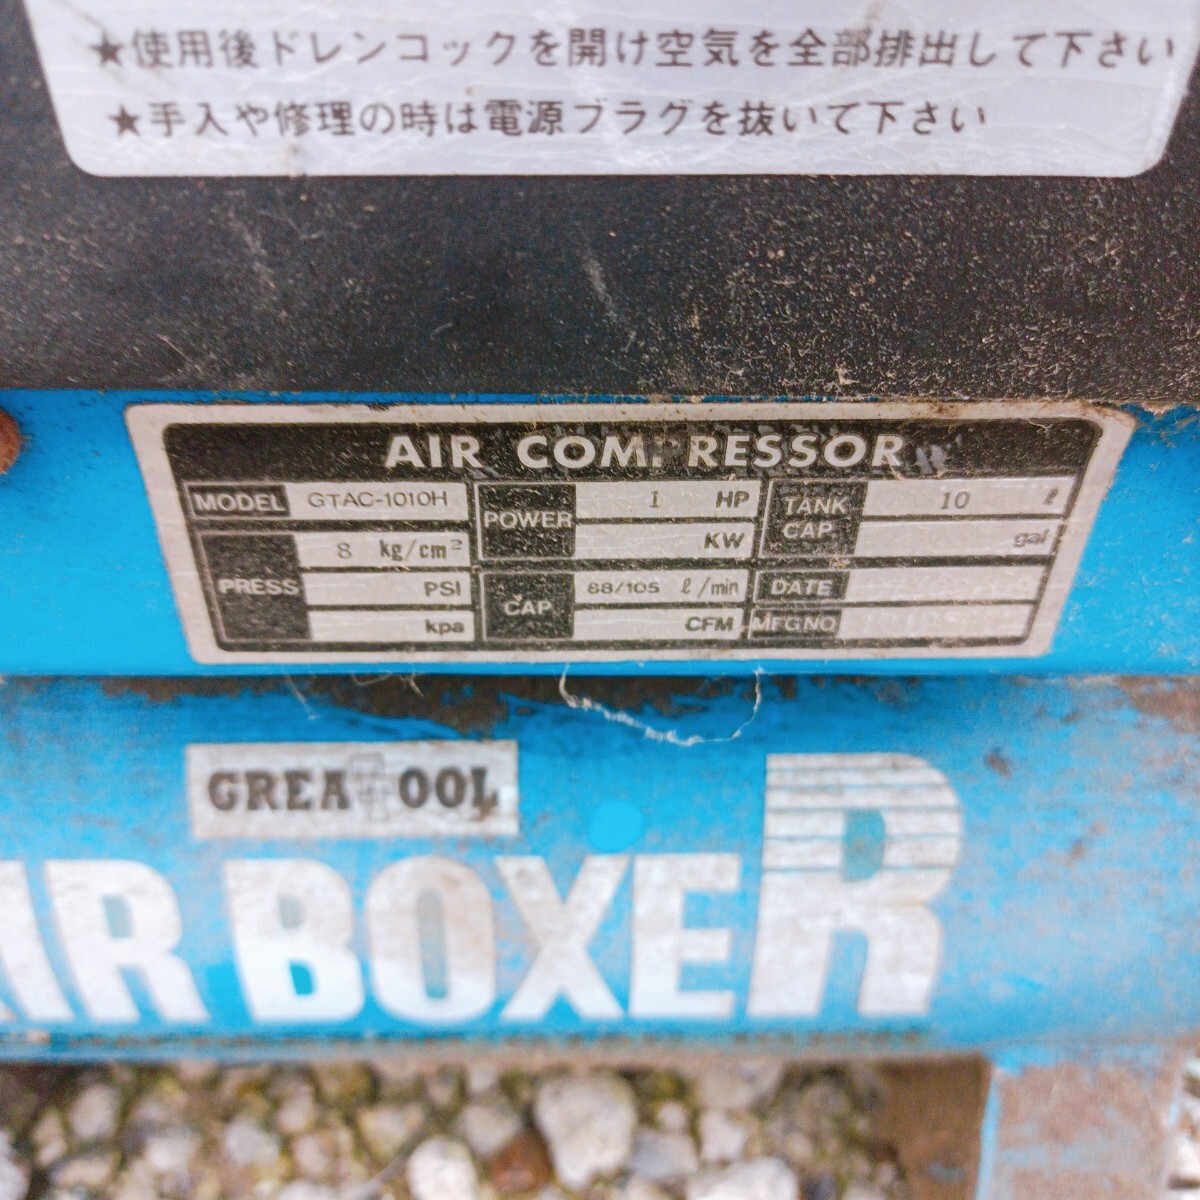 ★使用後ドレンコックを開け空気を全部排出して下さい
★手入や修理の時は電源プラグを抜いて下さい
AIR COMPRESSOR
MODEL GTAC-1010H
PRESS 8 kg/cm²
PSI
kpa
POWER 1 HP
KW
CAP 88/105 ℓ/min
CFM
TANK CAP. 10 ℓ
gal
DATE
MFG NO
GREATOOL
AIR BOXER